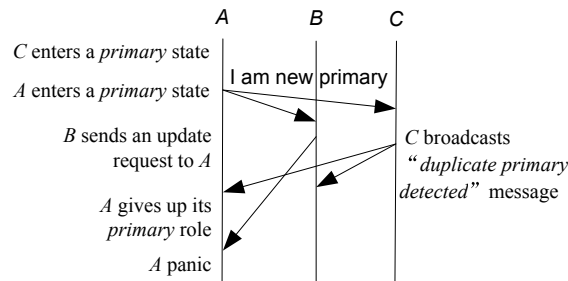 A
B
C
C enters a primary state
I am new primary
A enters a primary state
B sends an update
request to A
C broadcasts
“duplicate primary
detected” message
A gives up its
primary role
A panic